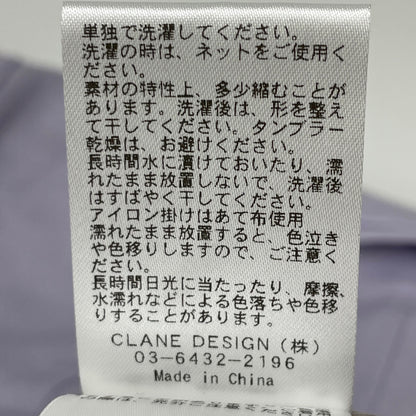 単独で洗濯してください。
洗濯の時は、ネットをご使用く
ださい。
素材の特性上、多少縮むことが
あります。洗濯後は、形を整え
て干してください。タンブラー
乾燥は、お避けください。
長時間水に漬けておいたり、濡
れたまま放置しないで、洗濯後
はすばやく干してください。
アイロン掛けはあて布使用
濡れたまま放置すると、色泣き
や色移りしますので、ご注意く
ださい。
長時間日光に当たったり、摩擦、
水濡れなどによる色落ちや色移
りすることがあります。
CLANE DESIGN（株）
03-6432-2196
Made in China